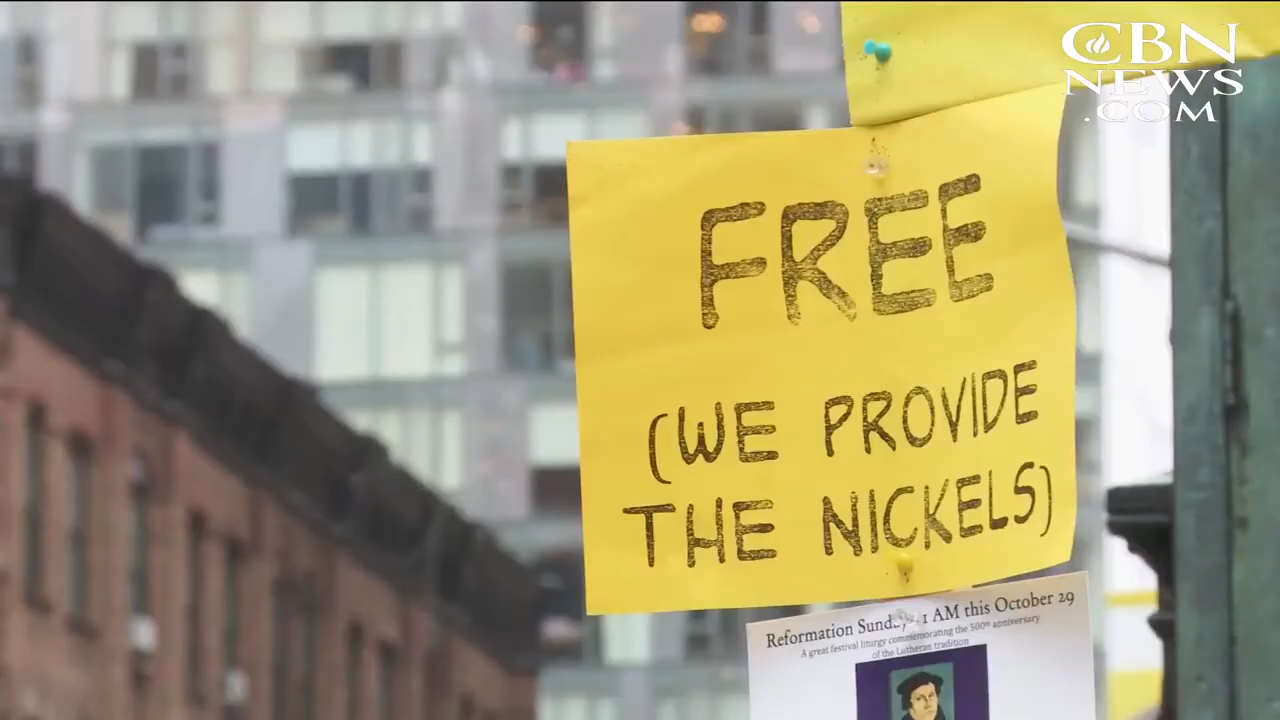 CBN
NEWS
.COM
FREE
(WE PROVIDE
THE NICKELS)
Reformation 1 AM this October 29
A great festival liturgy commemorating the 500th anniversary
of the Lutheran tradition